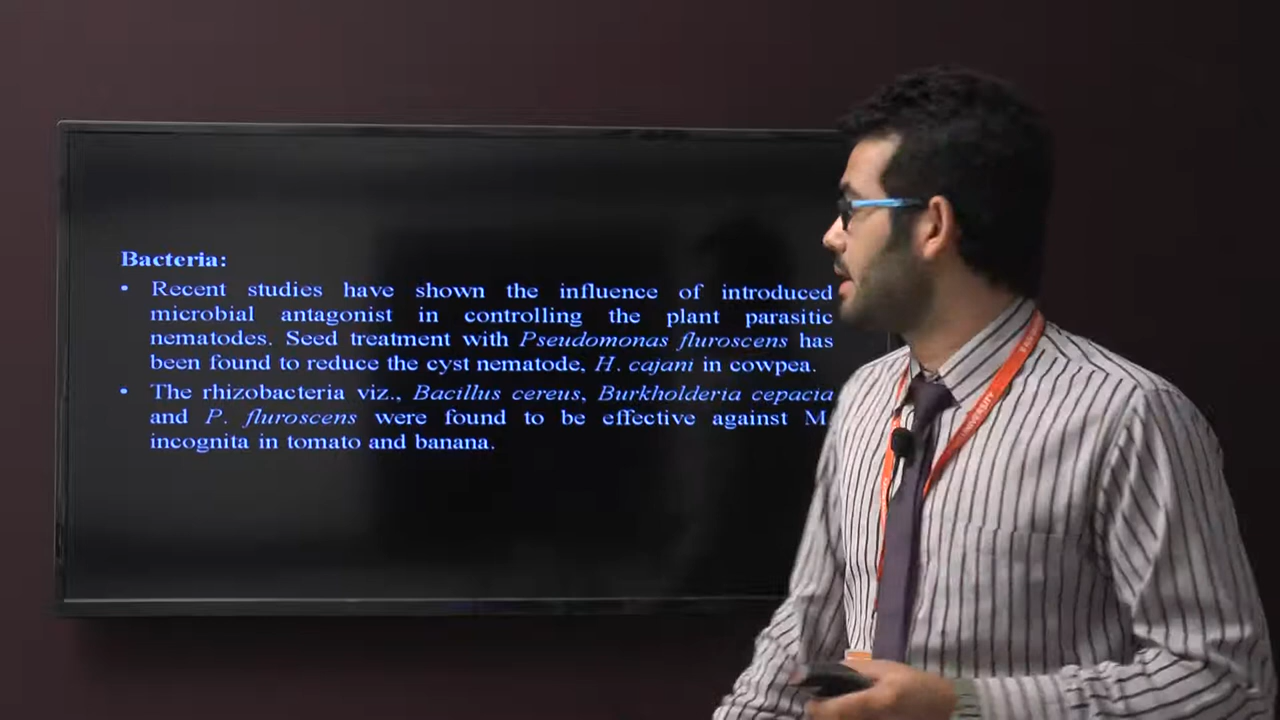 Bacteria:
• Recent studies have shown the influence of introduced
microbial antagonist in controlling the plant parasitic
nematodes. Seed treatment with Pseudomonas fluroscens has
been found to reduce the cyst nematode, H. cajani in cowpea.
• The rhizobacteria viz., Bacillus cereus, Burkholderia cepacia
and P. fluroscens were found to be effective against M
incognita in tomato and banana.
UNIVERSITY